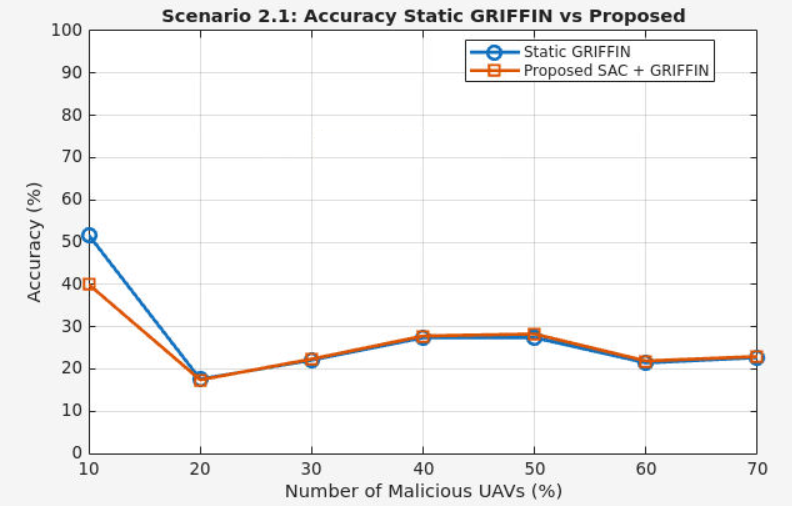 Scenario 2.1: Accuracy Static GRIFFIN vs Proposed
100
90
80
70
60
50
40
30
20
10
0
Accuracy (%)
Static GRIFFIN
Proposed SAC + GRIFFIN
10 20 30 40 50 60 70
Number of Malicious UAVs (%)